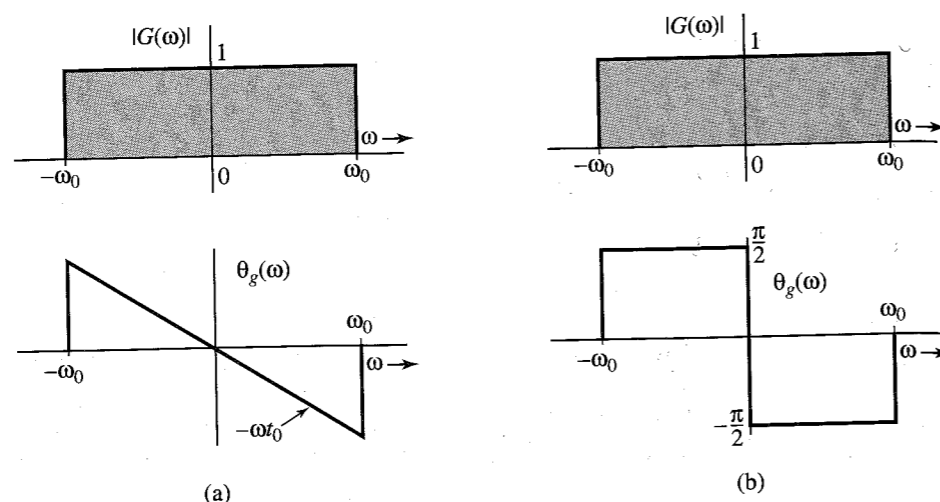 |G(ω)|
1
ω →
−ω₀
0
ω₀
θg(ω)
ω₀
−ω₀
ω →
−ωt₀
(a)
|G(ω)|
1
ω →
−ω₀
0
ω₀
π/2
θg(ω)
ω₀
−ω₀
ω →
−π/2
(b)